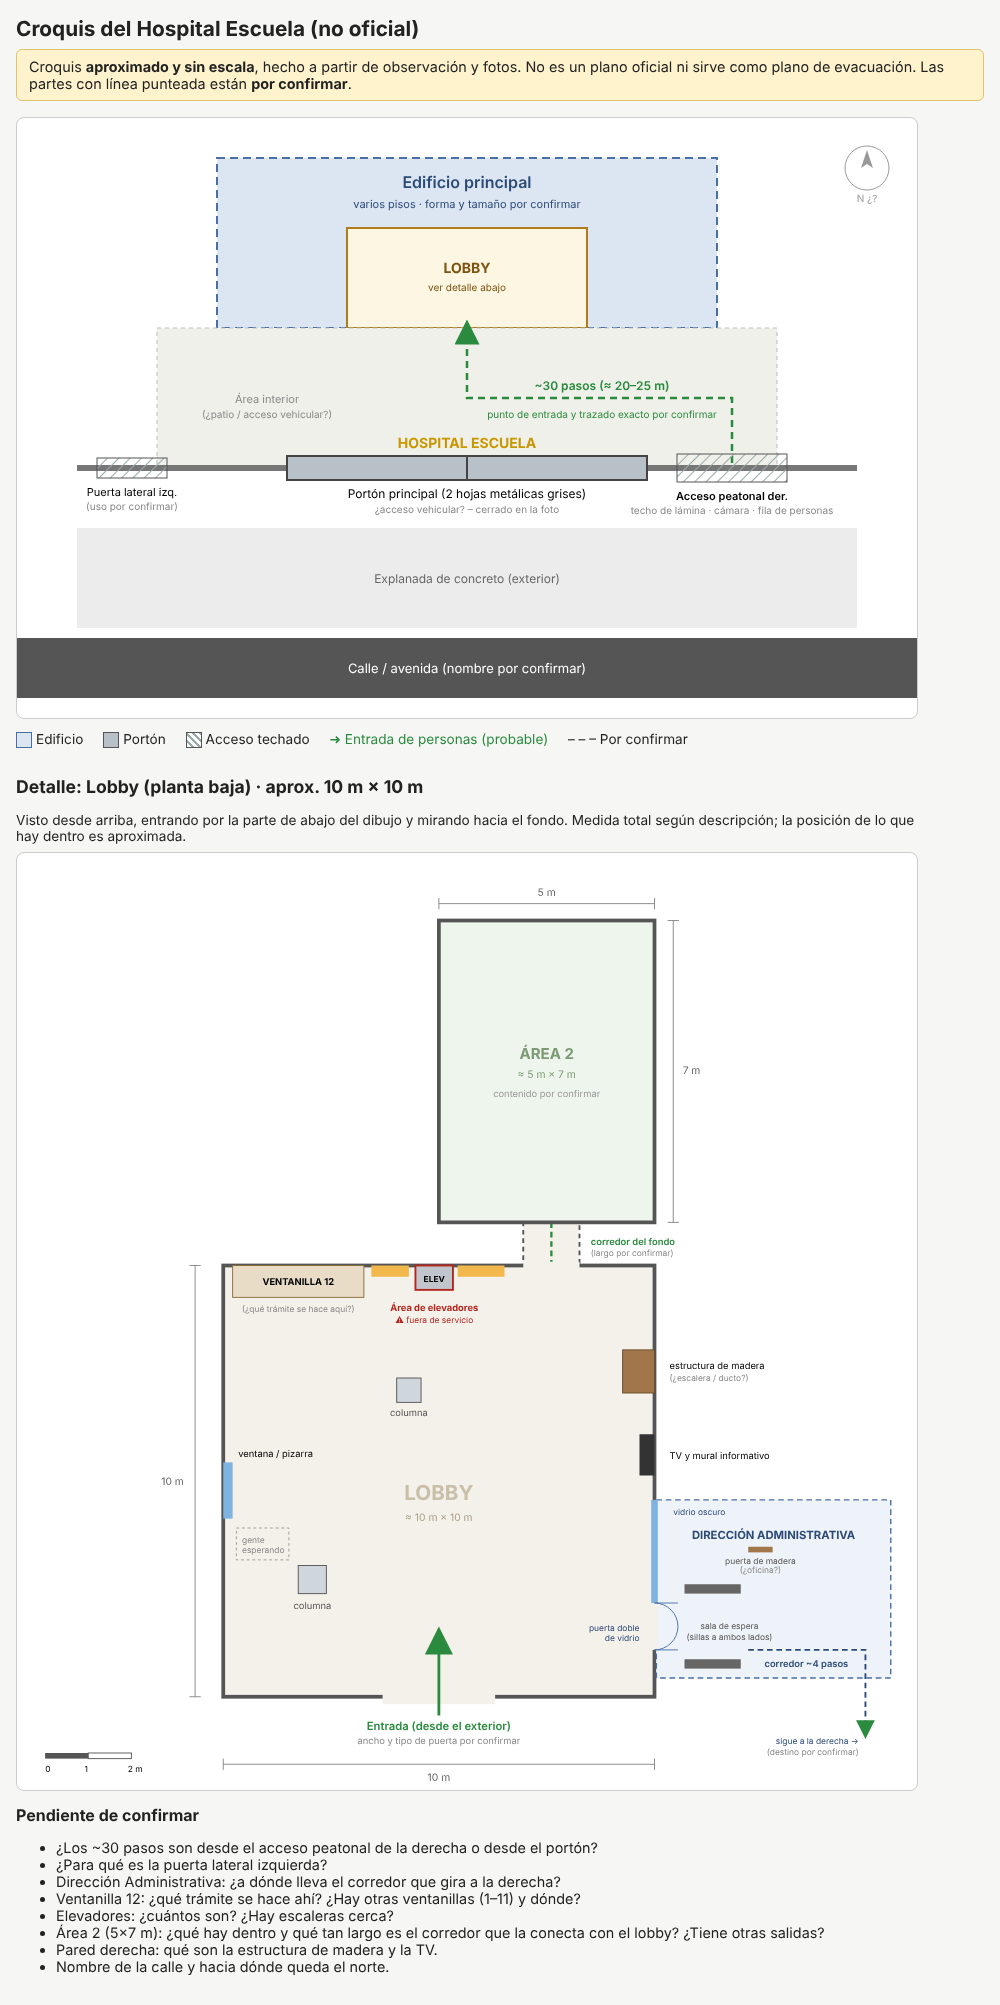 Croquis del Hospital Escuela (no oficial)
Croquis aproximado y sin escala, hecho a partir de observación y fotos. No es un plano oficial ni sirve como plano de evacuación. Las
partes con línea punteada están por confirmar.
Edificio principal
varios pisos · forma y tamaño por confirmar
N ¿?
LOBBY
ver detalle abajo
~30 pasos (≈ 20–25 m)
punto de entrada y trazado exacto por confirmar
Área interior
(¿patio / acceso vehicular?)
HOSPITAL ESCUELA
Puerta lateral izq.
(uso por confirmar)
Portón principal (2 hojas metálicas grises)
¿acceso vehicular? – cerrado en la foto
Acceso peatonal der.
techo de lámina · cámara · fila de personas
Explanada de concreto (exterior)
Calle / avenida (nombre por confirmar)
Edificio Portón Acceso techado ➔ Entrada de personas (probable) – – – Por confirmar
Detalle: Lobby (planta baja) · aprox. 10 m × 10 m
Visto desde arriba, entrando por la parte de abajo del dibujo y mirando hacia el fondo. Medida total según descripción; la posición de lo que
hay dentro es aproximada.
5 m
ÁREA 2
≈ 5 m × 7 m
contenido por confirmar
7 m
corredor del fondo
(largo por confirmar)
VENTANILLA 12
(¿qué trámite se hace aquí?)
ELEV
Área de elevadores
⚠ fuera de servicio
estructura de madera
(¿escalera / ducto?)
columna
ventana / pizarra
TV y mural informativo
10 m
LOBBY
≈ 10 m × 10 m
vidrio oscuro
DIRECCIÓN ADMINISTRATIVA
puerta de madera
(¿oficina?)
gente
esperando
columna
puerta doble
de vidrio
sala de espera
(sillas a ambos lados)
corredor ~4 pasos
Entrada (desde el exterior)
ancho y tipo de puerta por confirmar
sigue a la derecha →
(destino por confirmar)
0 1 2 m
10 m
Pendiente de confirmar
• ¿Los ~30 pasos son desde el acceso peatonal de la derecha o desde el portón?
• ¿Para qué es la puerta lateral izquierda?
• Dirección Administrativa: ¿a dónde lleva el corredor que gira a la derecha?
• Ventanilla 12: ¿qué trámite se hace ahí? ¿Hay otras ventanillas (1–11) y dónde?
• Elevadores: ¿cuántos son? ¿Hay escaleras cerca?
• Área 2 (5×7 m): ¿qué hay dentro y qué tan largo es el corredor que la conecta con el lobby? ¿Tiene otras salidas?
• Pared derecha: qué son la estructura de madera y la TV.
• Nombre de la calle y hacia dónde queda el norte.